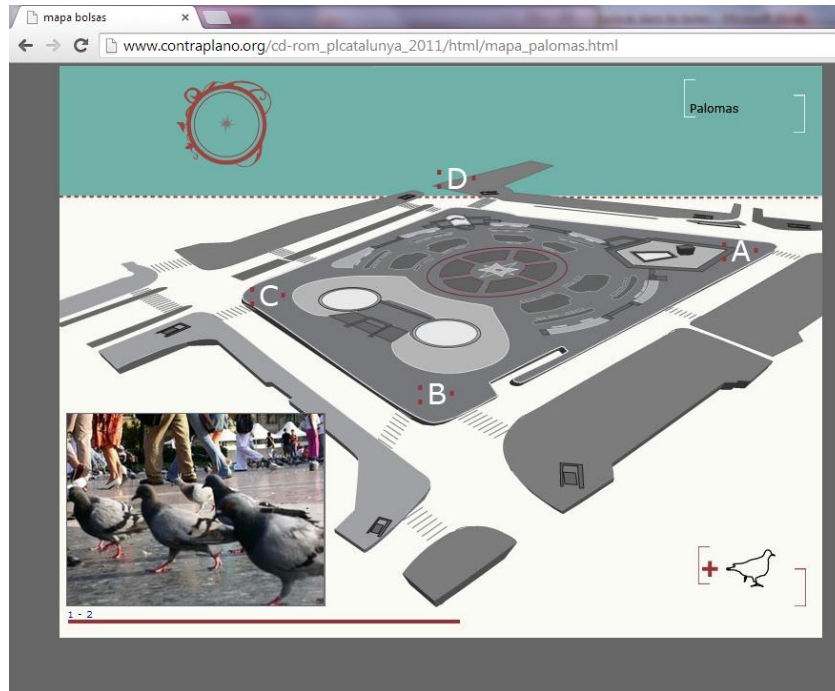 mapa bolsas
www.contraplano.org/cd-rom_plcatalunya_2011/html/mapa_palomas.html
Palomas
D
A
C
B
1 - 2